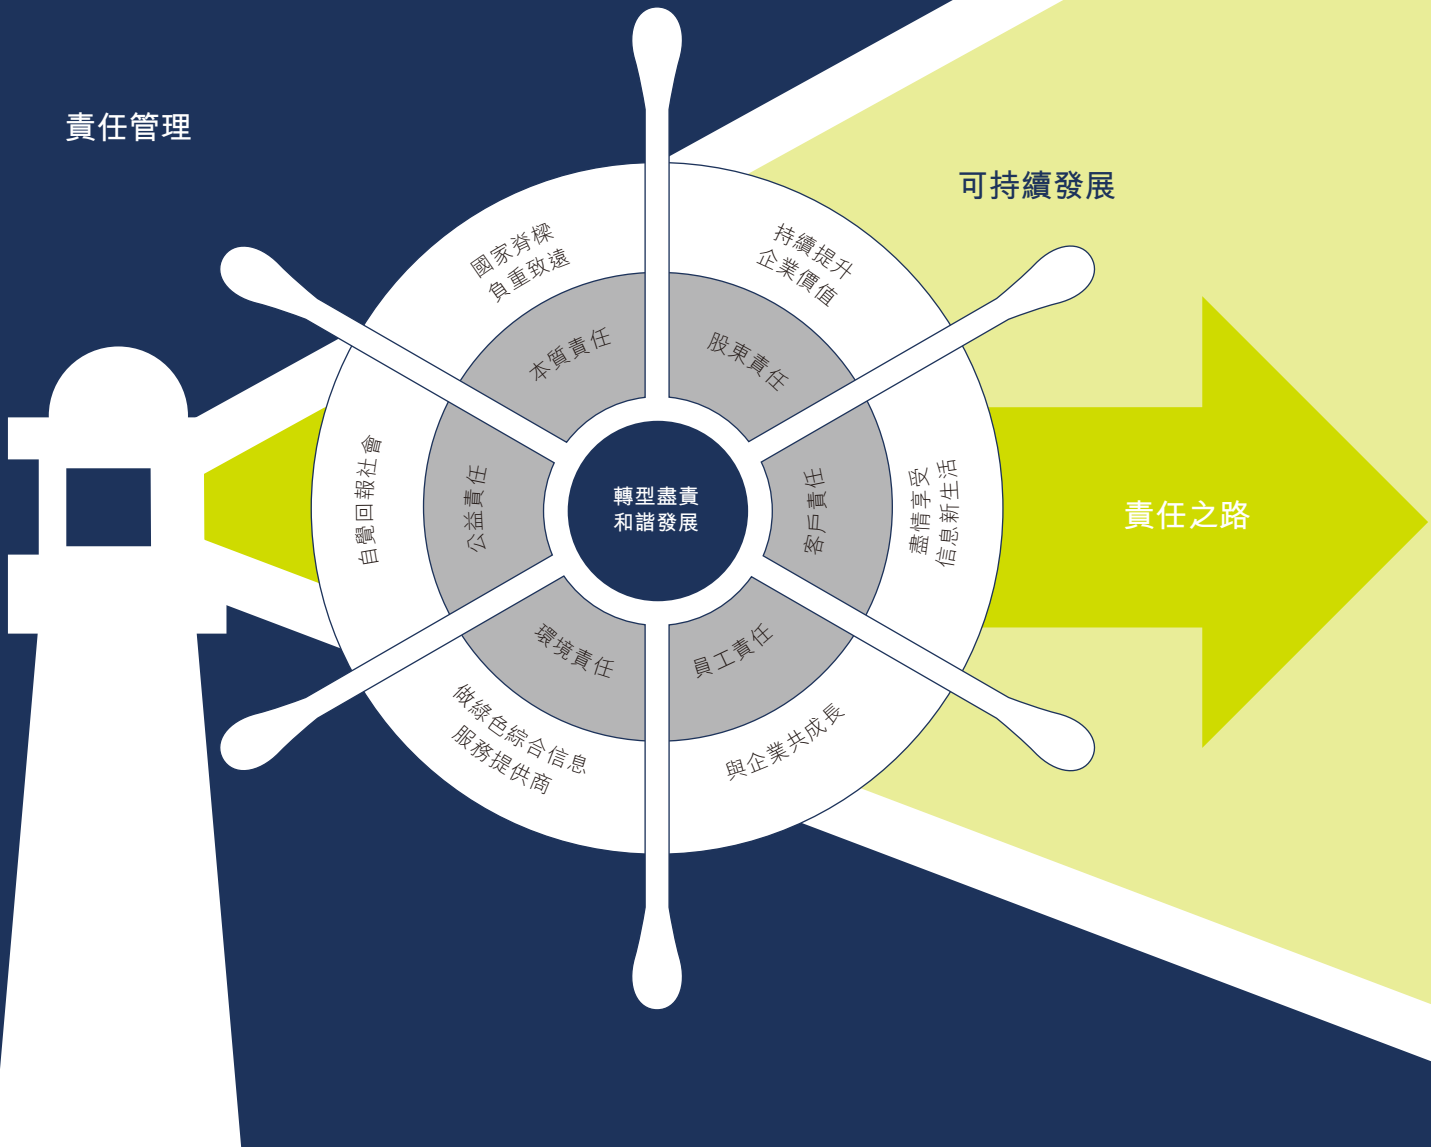 責任管理
可持續發展
國家脊樑
負重致遠
持續提升
企業價值
本質責任
股東責任
自覺回報社會
公益責任
轉型盡責
和諧發展
客戶責任
盡情享受
信息新生活
責任之路
環境責任
員工責任
做綠色綜合信息
服務提供商
與企業共成長